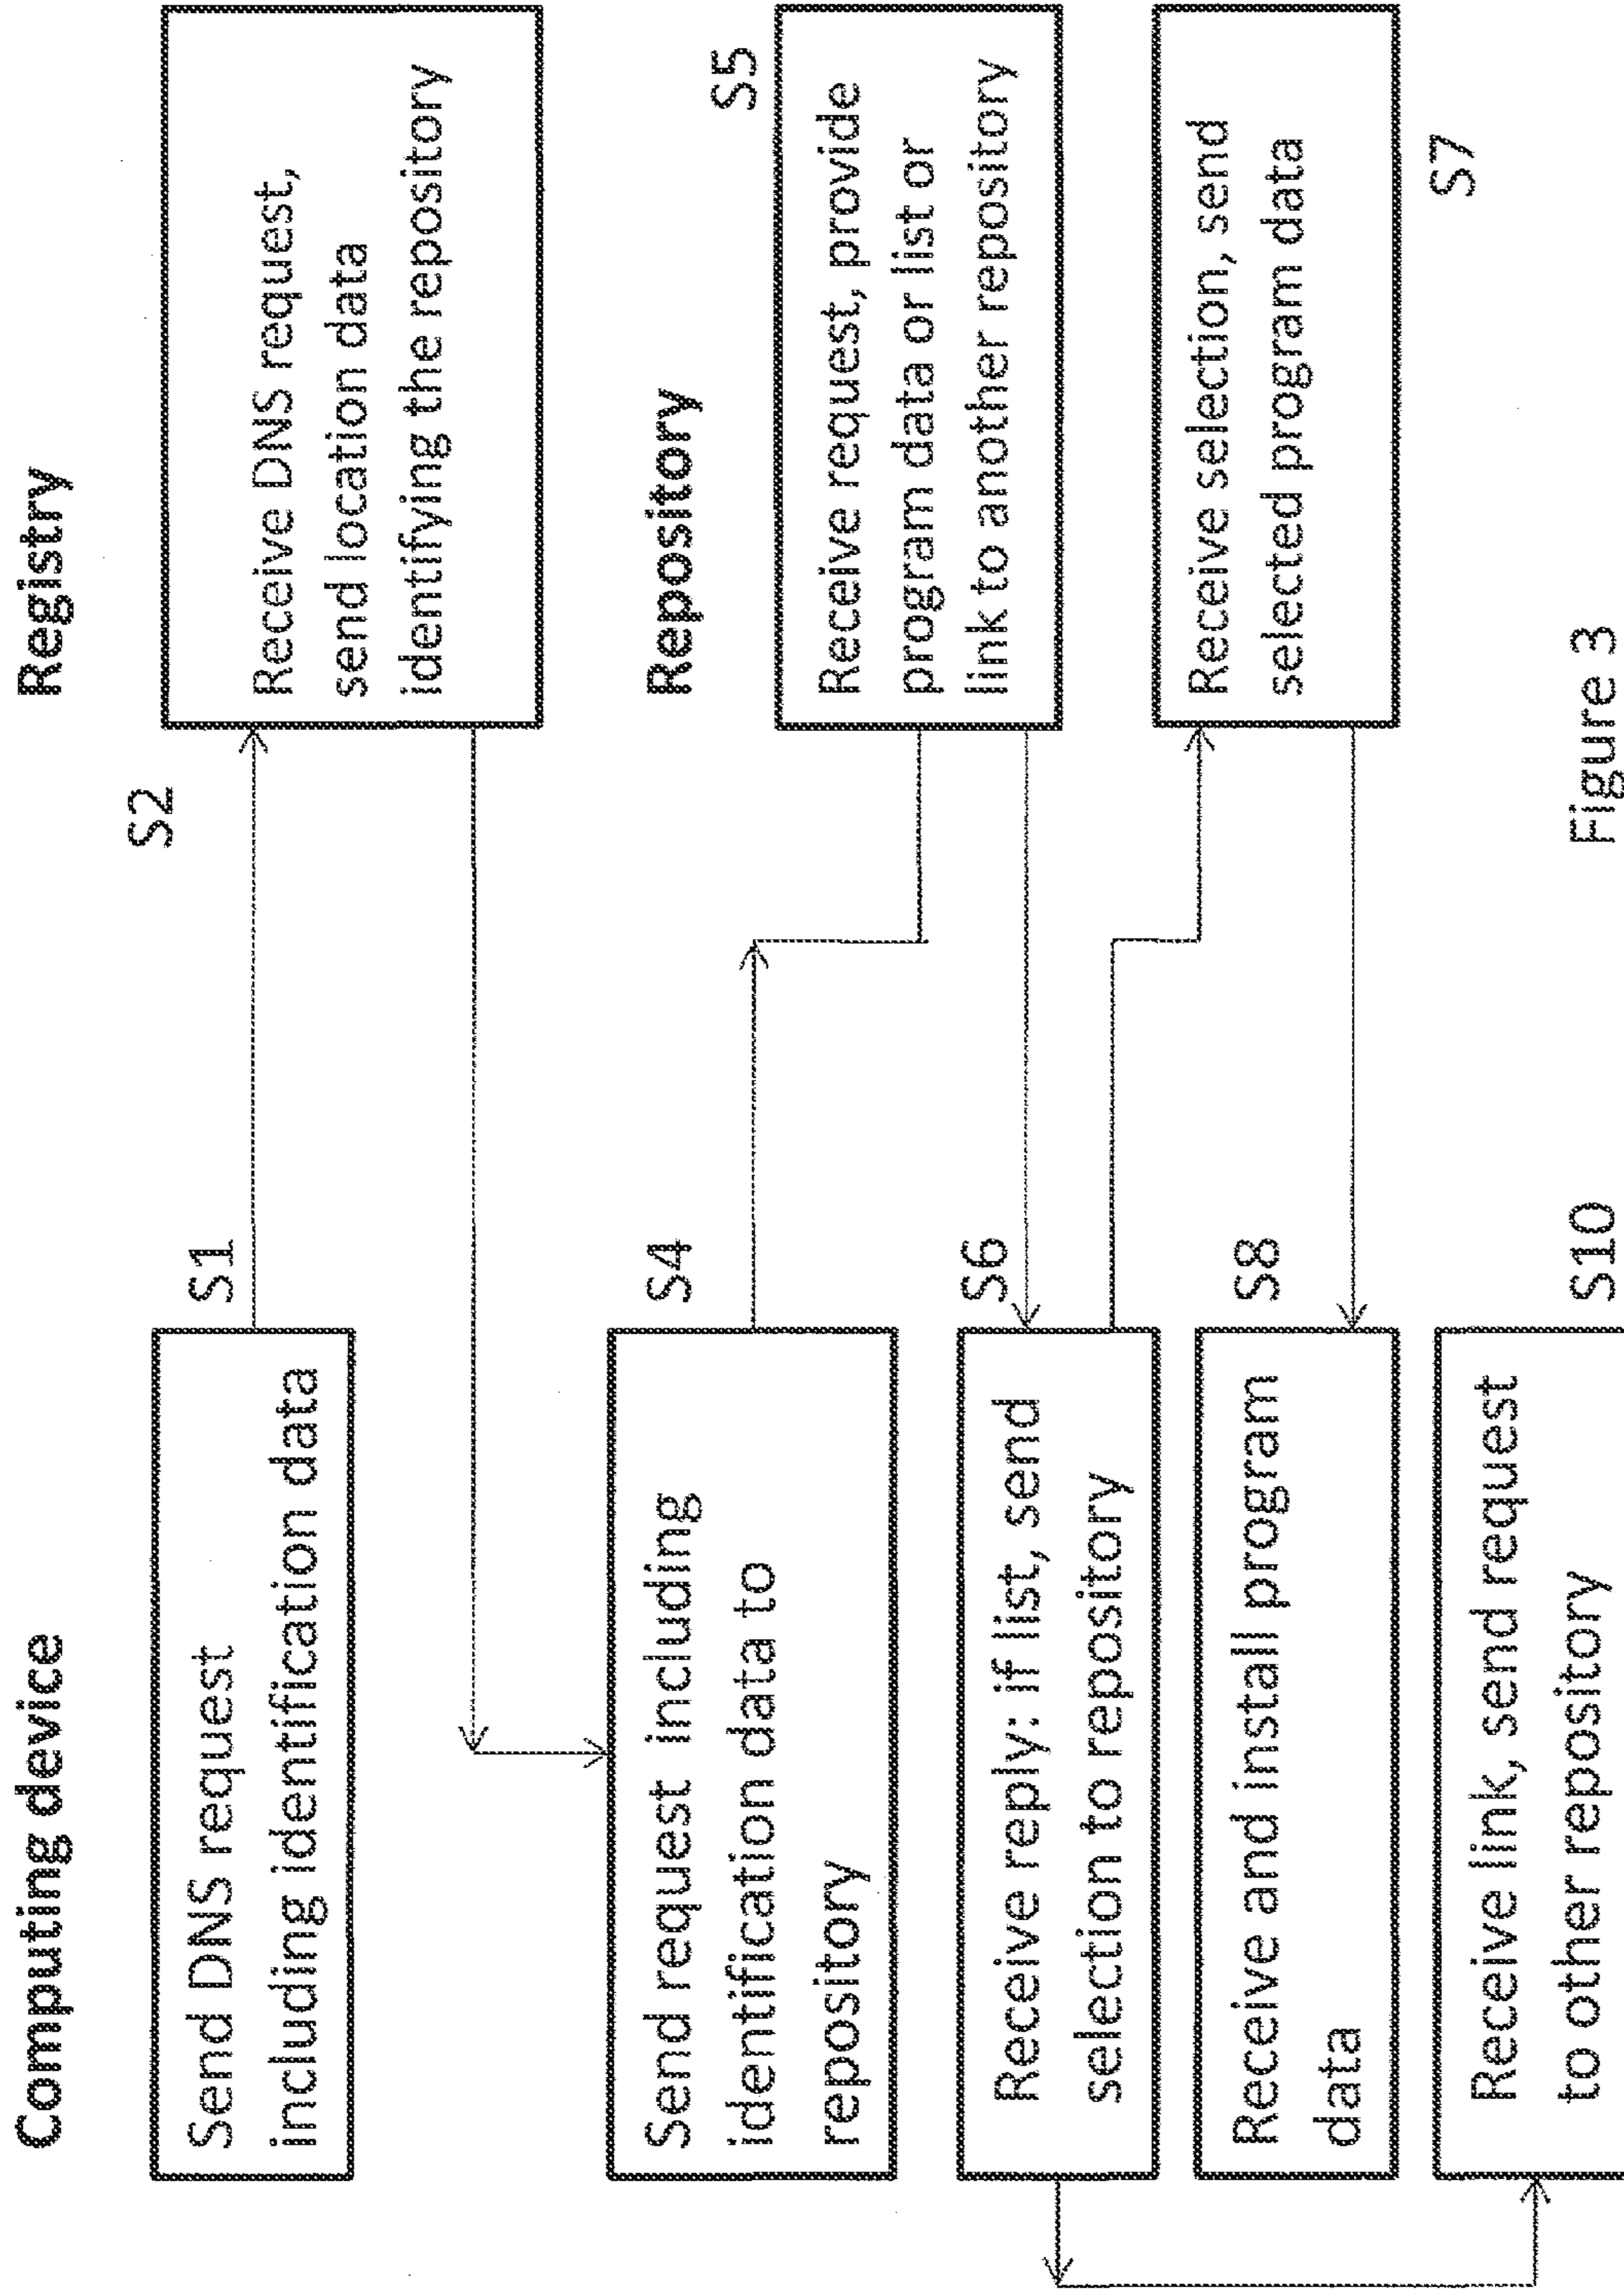 Computing device
Registry
Send DNS request
including identification data
S1
S2
Receive DNS request,
send location data
identifying the repository
Repository
Send request including
identification data to
repository
S4
S5
Receive request, provide
program data or list or
link to another repository
Receive reply: if list, send
selection to repository
S6
Receive selection, send
selected program data
S7
Receive and install program
data
S8
Receive link, send request
to other repository
S10
Figure 3